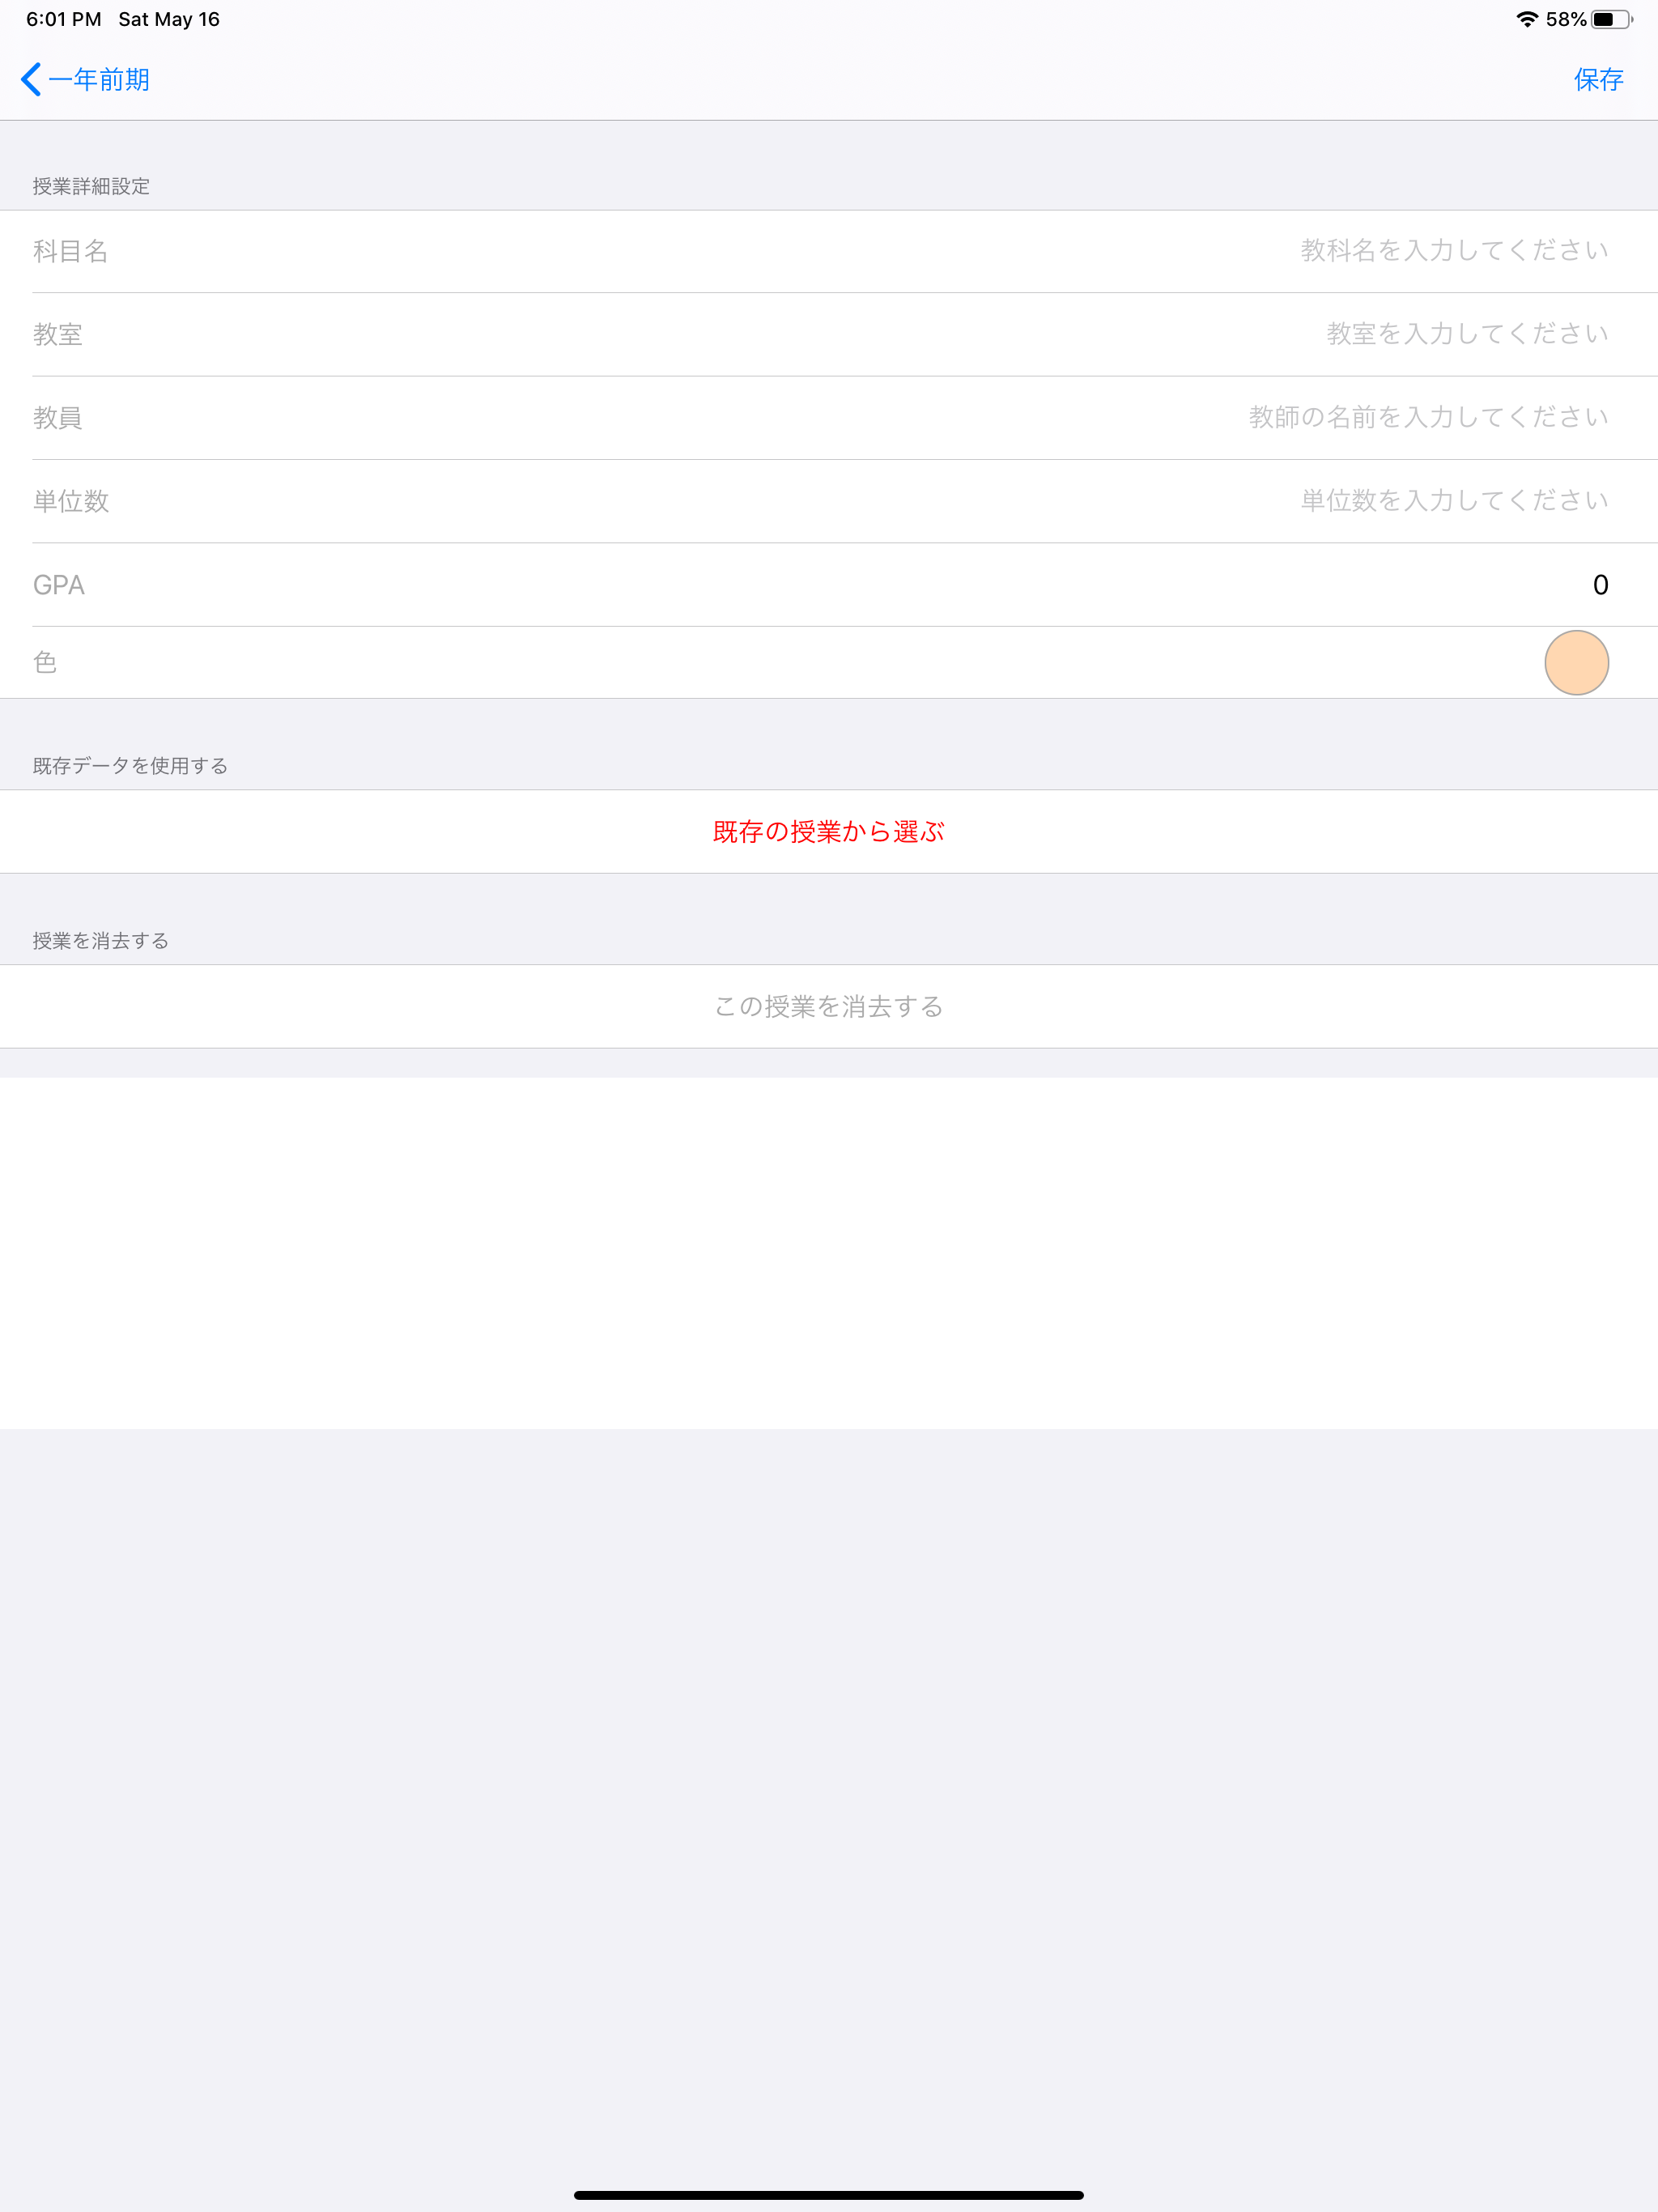 6:01 PM Sat May 16 58%
一年前期 保存
授業詳細設定
科目名 教科名を入力してください
教室 教室を入力してください
教員 教師の名前を入力してください
単位数 単位数を入力してください
GPA 0
色
既存データを使用する
既存の授業から選ぶ
授業を消去する
この授業を消去する